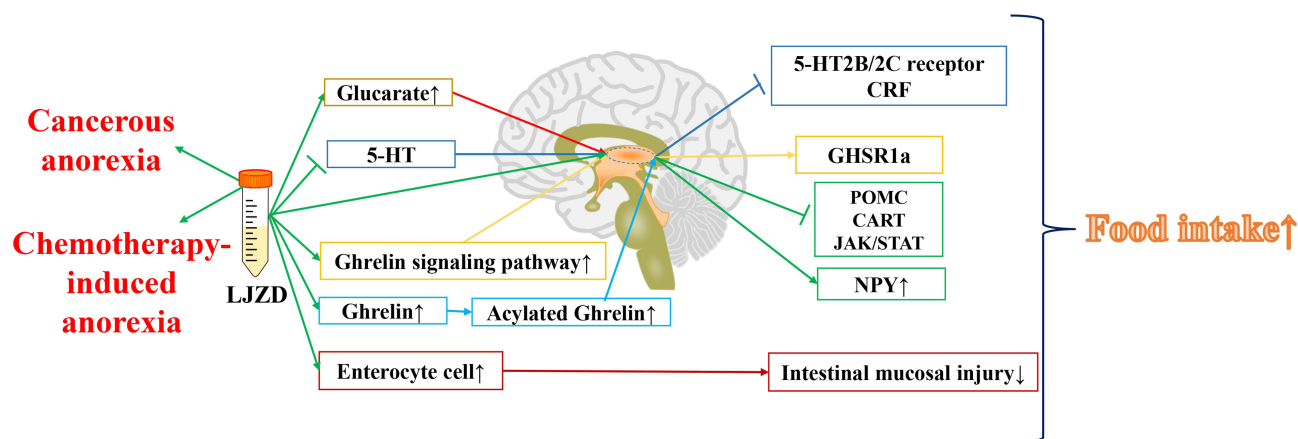 Cancerous
anorexia
Chemotherapy-
induced
anorexia
LJZD
Glucarate↑
5-HT
Ghrelin signaling pathway↑
Ghrelin↑
Acylated Ghrelin↑
Enterocyte cell↑
5-HT2B/2C receptor
CRF
GHSR1a
POMC
CART
JAK/STAT
NPY↑
Intestinal mucosal injury↓
Food intake↑